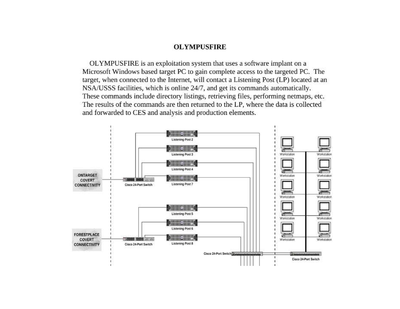 OLYMPUSFIRE
OLYMPUSFIRE is an exploitation system that uses a software implant on a
Microsoft Windows based target PC to gain complete access to the targeted PC. The
target, when connected to the Internet, will contact a Listening Post (LP) located at an
NSA/USSS facilities, which is online 24/7, and get its commands automatically.
These commands include directory listings, retrieving files, performing netmaps, etc.
The results of the commands are then returned to the LP, where the data is collected
and forwarded to CES and analysis and production elements.
Listening Post 2
Listening Post 3
Listening Post 4
Listening Post 7
ONTARGET
COVERT
CONNECTIVITY
Cisco 24-Port Switch
Listening Post 5
Listening Post 6
Listening Post 8
FORESTPLACE
COVERT
CONNECTIVITY
Cisco 24-Port Switch
Cisco 24-Port Switch
Workstation
Workstation
Workstation
Workstation
Workstation
Workstation
Workstation
Workstation
Workstation
Workstation
Cisco 24-Port Switch